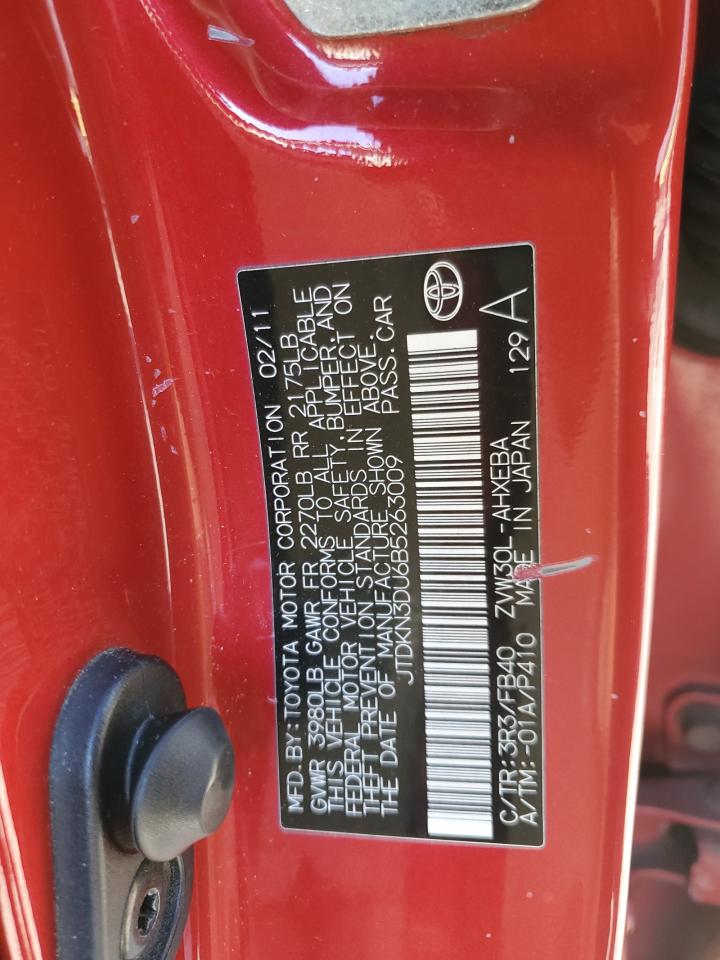 MFD.BY:TOYOTA MOTOR CORPORATION 02/11
GVWR 3980LB GAWR FR 2270LB RR 2175LB
THIS VEHICLE CONFORMS TO ALL APPLICABLE
FEDERAL MOTOR VEHICLE SAFETY,BUMPER,AND
THEFT PREVENTION STANDARDS IN EFFECT ON
THE DATE OF MANUFACTURE SHOWN ABOVE.
JTDKN3DU6B5263009 PASS.CAR
C/TR:3R3/FB40 ZVW30L-AHXEBA
A/TM:-01A/P410 MADE IN JAPAN 129 A